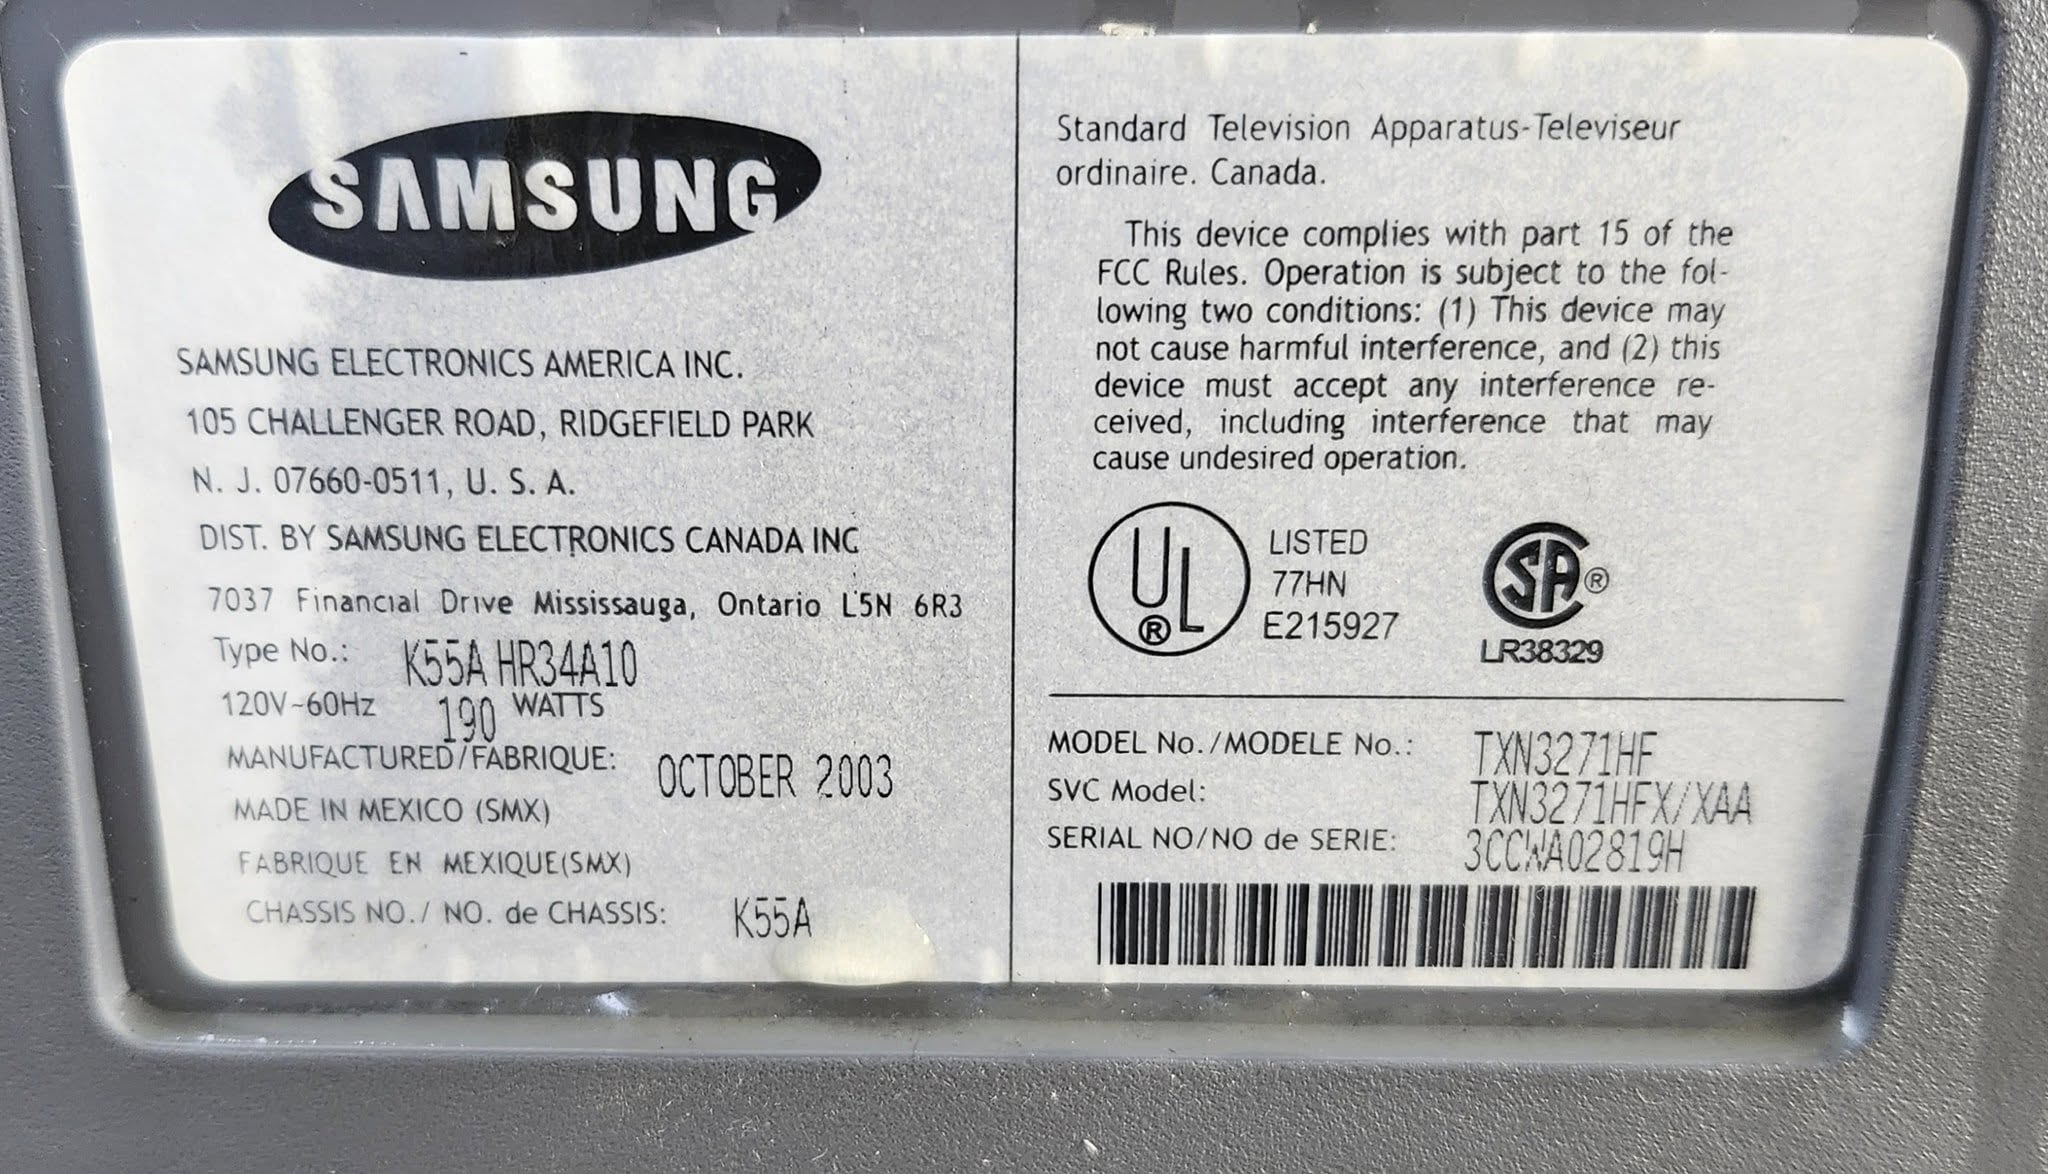 SAMSUNG
SAMSUNG ELECTRONICS AMERICA INC.
105 CHALLENGER ROAD, RIDGEFIELD PARK
N. J. 07660-0511, U. S. A.
DIST. BY SAMSUNG ELECTRONICS CANADA INC
7037 Financial Drive Mississauga, Ontario L5N 6R3
Type No.: K55A HR34A10
120V~60Hz 190 WATTS
MANUFACTURED/FABRIQUE: OCTOBER 2003
MADE IN MEXICO (SMX)
FABRIQUE EN MEXIQUE(SMX)
CHASSIS NO./ NO. de CHASSIS: K55A
Standard Television Apparatus-Televiseur
ordinaire. Canada.
This device complies with part 15 of the
FCC Rules. Operation is subject to the fol-
lowing two conditions: (1) This device may
not cause harmful interference, and (2) this
device must accept any interference re-
ceived, including interference that may
cause undesired operation.
UL ®
LISTED
77HN
E215927
SA ®
LR38329
MODEL No./MODELE No.: TXN3271HF
SVC Model: TXN3271HFX/XAA
SERIAL NO/NO de SERIE: 3CCWA02819H